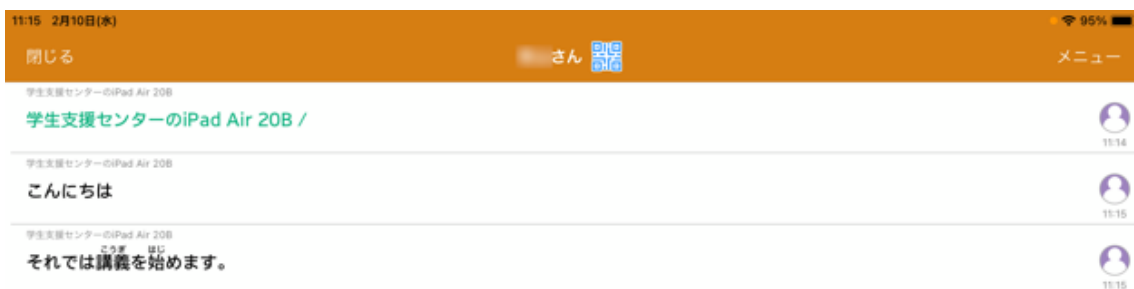 11:15 2月10日(水) 95%
閉じる さん メニュー
学生支援センターのiPad Air 20B
学生支援センターのiPad Air 20B /
11:14
学生支援センターのiPad Air 20B
こんにちは
11:15
学生支援センターのiPad Air 20B
こうぎ はじ
それでは講義を始めます。
11:15